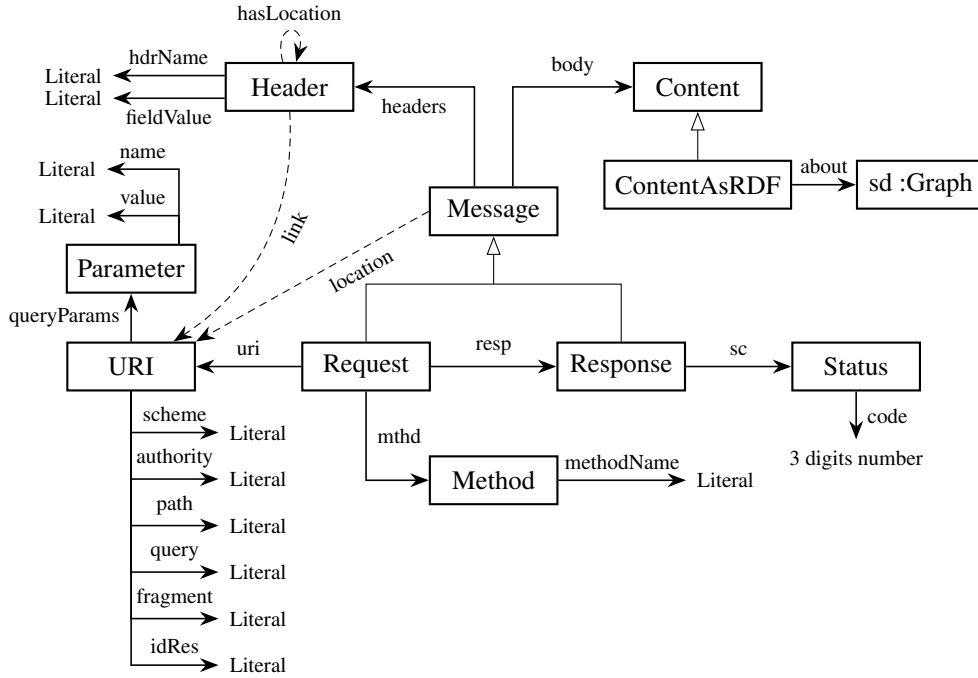 hasLocation
hdrName
Literal
Header
body
Content
Literal
fieldValue
headers
name
Literal
ContentAsRDF
about
sd :Graph
value
Literal
Message
link
location
Parameter
queryParams
URI
uri
Request
resp
Response
sc
Status
scheme
Literal
mthd
code
authority
Literal
Method
methodName
Literal
3 digits number
path
Literal
query
Literal
fragment
Literal
idRes
Literal